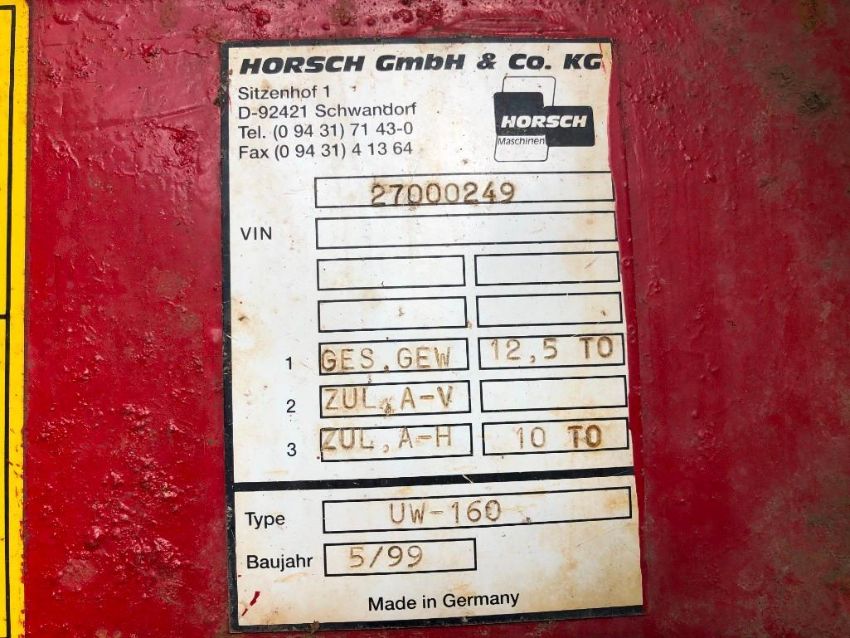 HORSCH GmbH & Co. KG
Sitzenhof 1
D-92421 Schwandorf
Tel. (0 94 31) 71 43-0
Fax (0 94 31) 4 13 64
HORSCH
Maschinen
27000249
VIN
1 GES.GEW 12,5 TO
2 ZUL, A-V
3 ZUL, A-H 10 TO
Type UW-160
Baujahr 5/99
Made in Germany